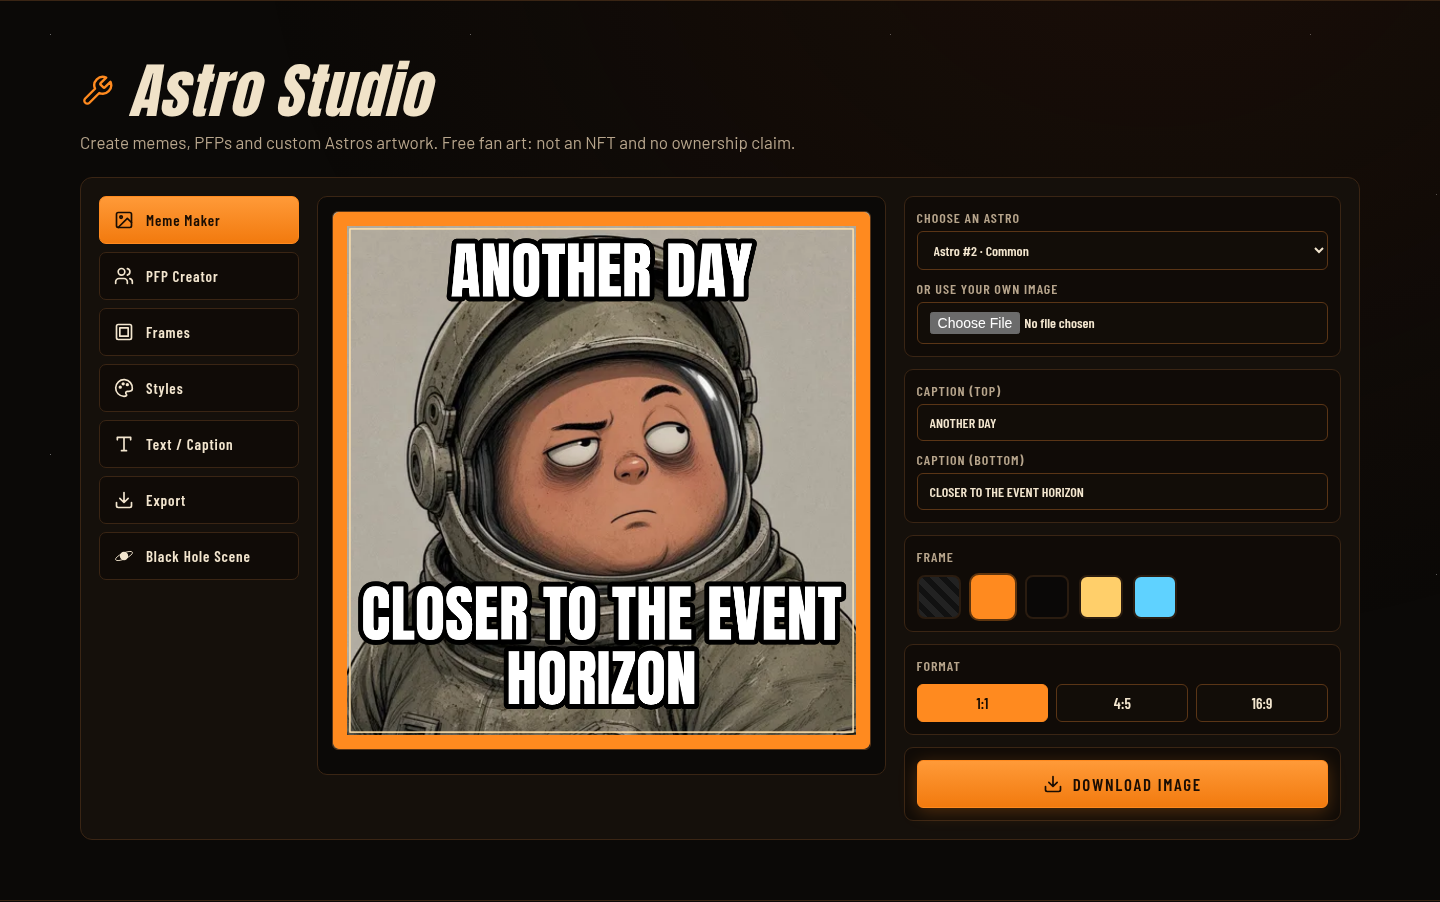 Astro Studio
Create memes, PFPs and custom Astros artwork. Free fan art: not an NFT and no ownership claim.
Meme Maker
PFP Creator
Frames
Styles
Text / Caption
Export
Black Hole Scene
ANOTHER DAY
CLOSER TO THE EVENT
HORIZON
CHOOSE AN ASTRO
Astro #2 · Common
OR USE YOUR OWN IMAGE
Choose File No file chosen
CAPTION (TOP)
ANOTHER DAY
CAPTION (BOTTOM)
CLOSER TO THE EVENT HORIZON
FRAME
FORMAT
1:1 4:5 16:9
DOWNLOAD IMAGE